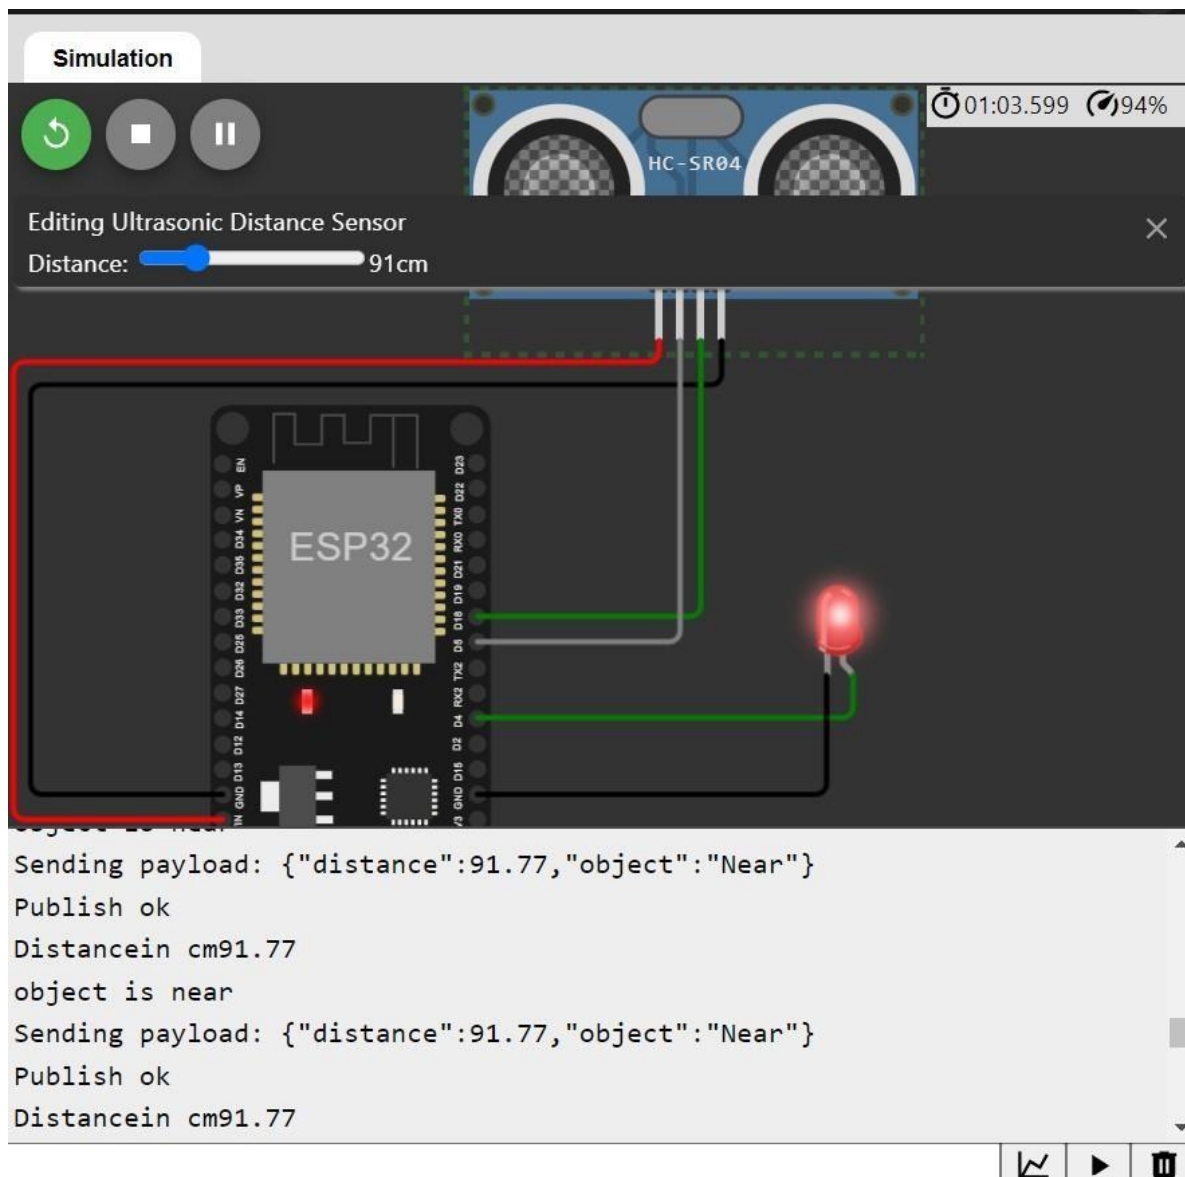 Simulation
01:03.599 94%
HC-SR04
Editing Ultrasonic Distance Sensor
Distance: 91cm
ESP32
EN
VP
VN
D34
D35
D32
D33
D25
D26
D27
D14
D12
D13
GND
D23
D22
TX0
RX0
D21
D19
D18
D5
TX2
RX2
D4
D2
D15
GND
object is near
Sending payload: {"distance":91.77,"object":"Near"}
Publish ok
Distancein cm91.77
object is near
Sending payload: {"distance":91.77,"object":"Near"}
Publish ok
Distancein cm91.77